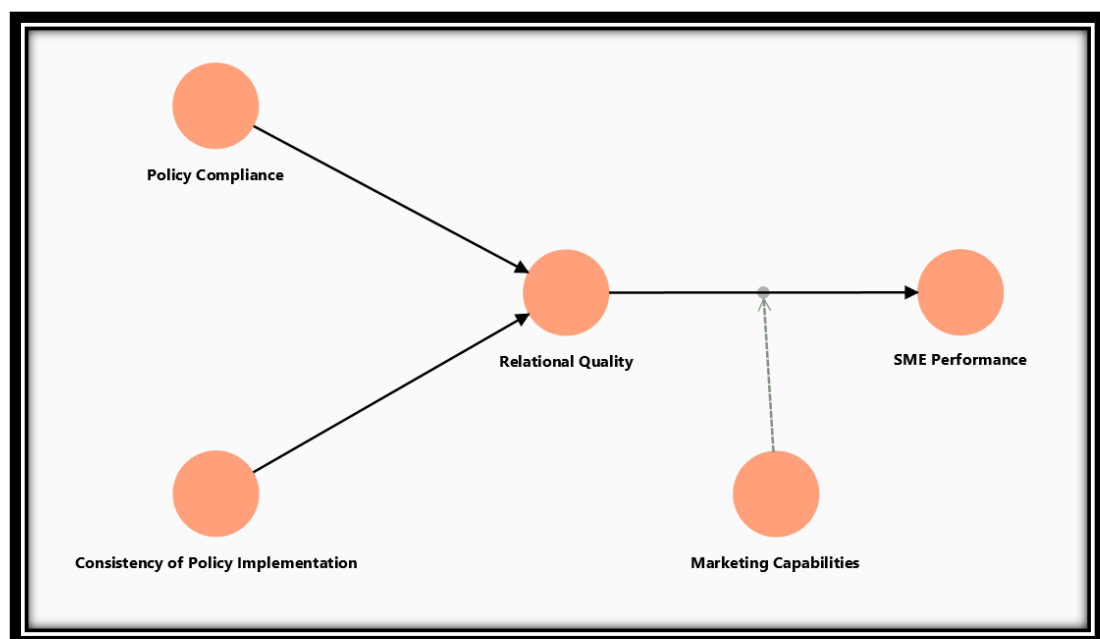 Policy Compliance
Relational Quality
SME Performance
Consistency of Policy Implementation
Marketing Capabilities